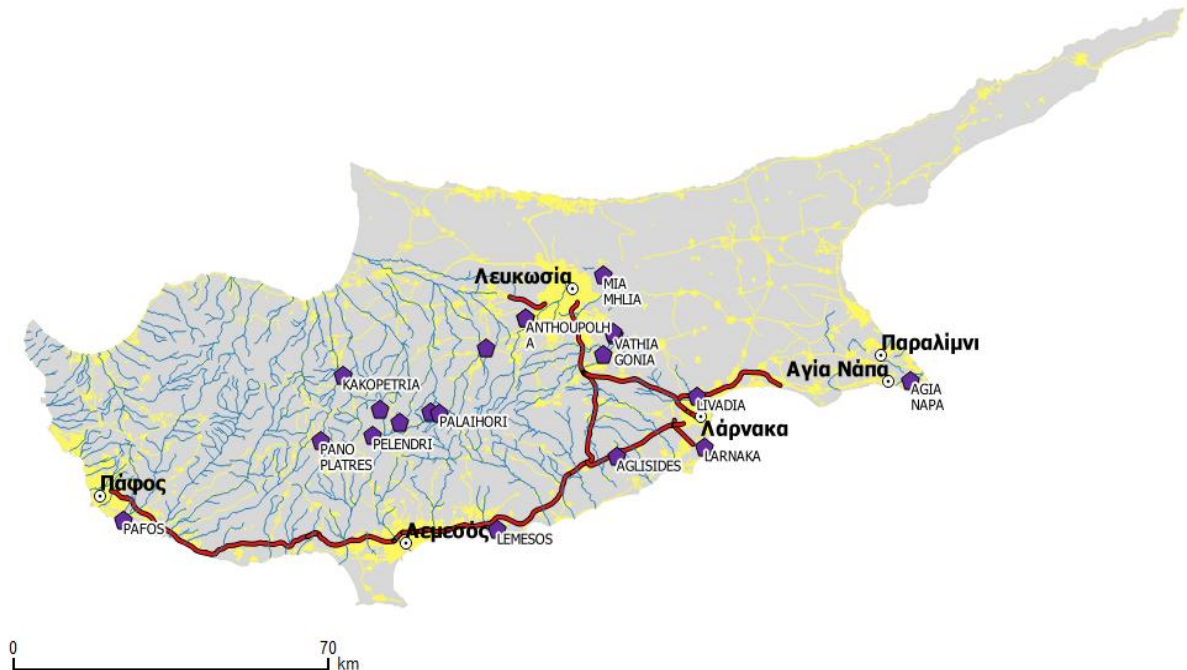 Λευκωσία
MIA
MHLIA
ANTHOUPOLH
A
VATHIA
GONIA
Παραλίμνι
Αγία Νάπα
AGIA
NAPA
KAKOPETRIA
LIVADIA
PALAIHORI
Λάρνακα
PELENDRI
PANO
PLATRES
LARNAKA
AGLISIDES
Πάφος
PAFOS
Λεμεσός
LEMESOS
0 70
km